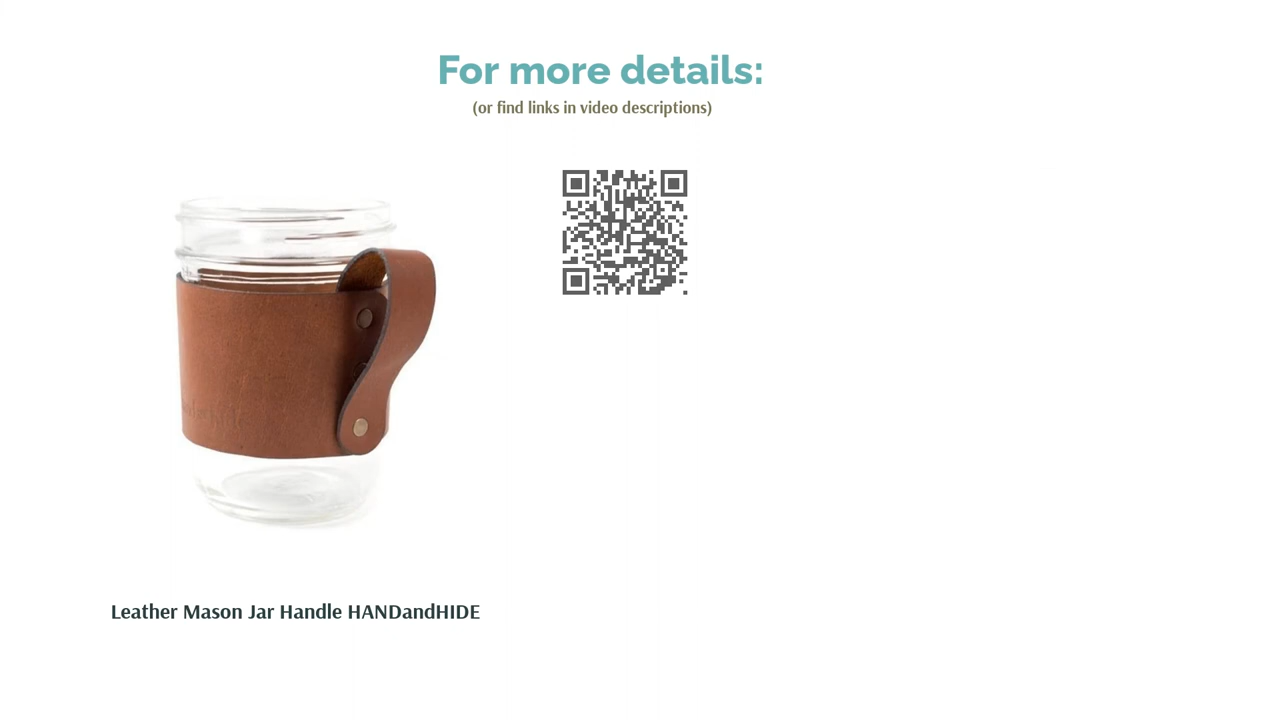 For more details:
(or find links in video descriptions)
Leather Mason Jar Handle HANDandHIDE